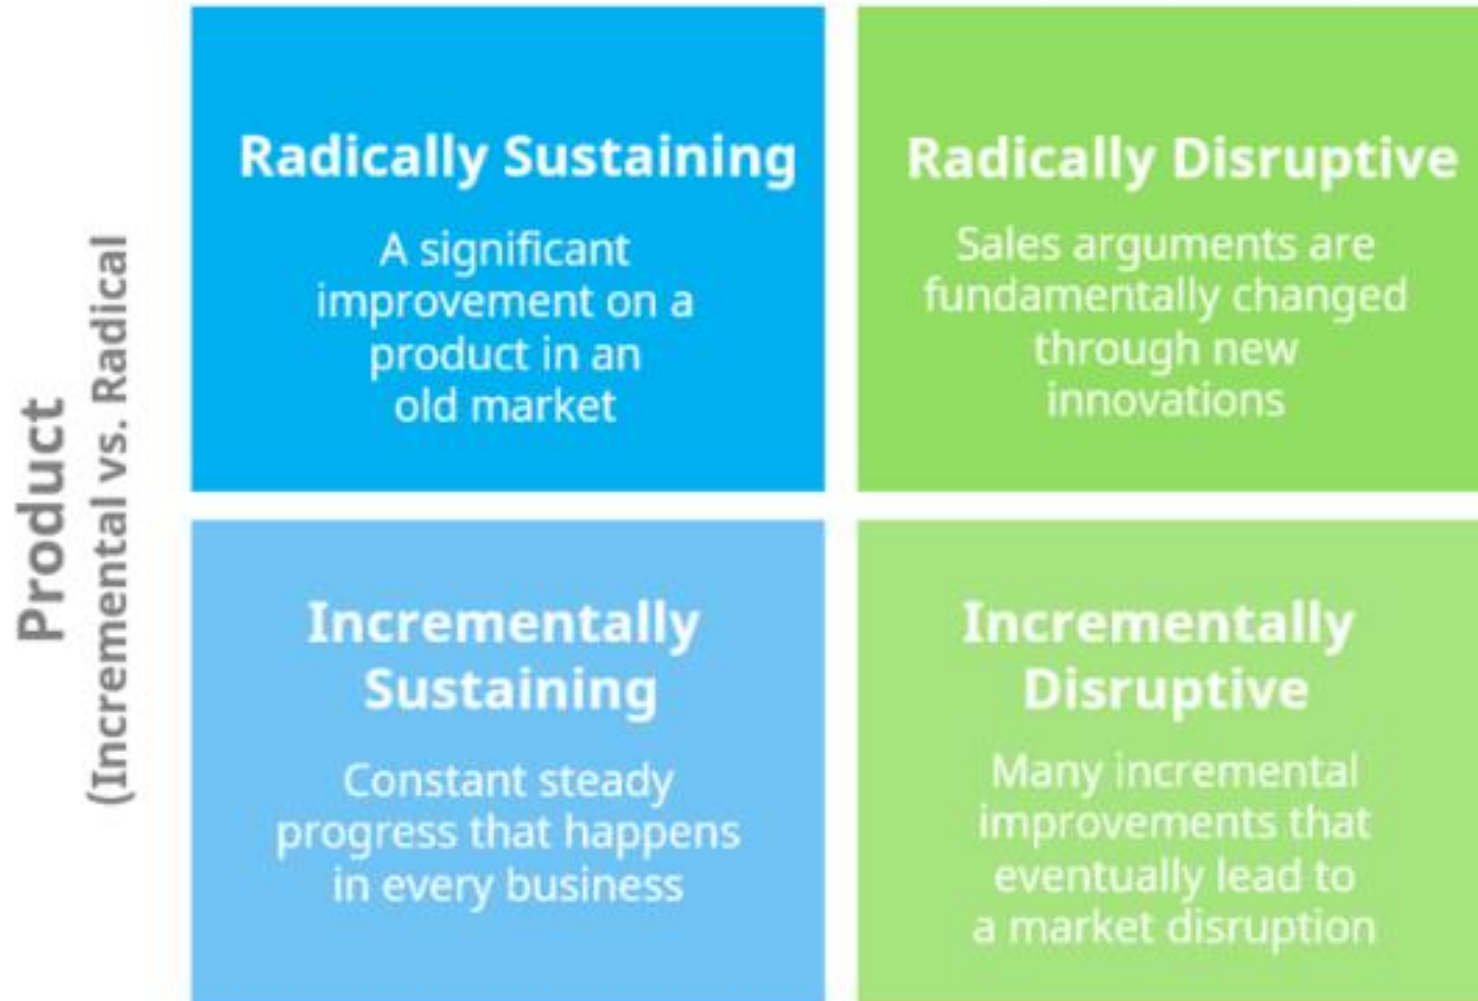 Product
(Incremental vs. Radical
Radically Sustaining
A significant
improvement on a
product in an
old market
Radically Disruptive
Sales arguments are
fundamentally changed
through new
innovations
Incrementally
Sustaining
Constant steady
progress that happens
in every business
Incrementally
Disruptive
Many incremental
improvements that
eventually lead to
a market disruption